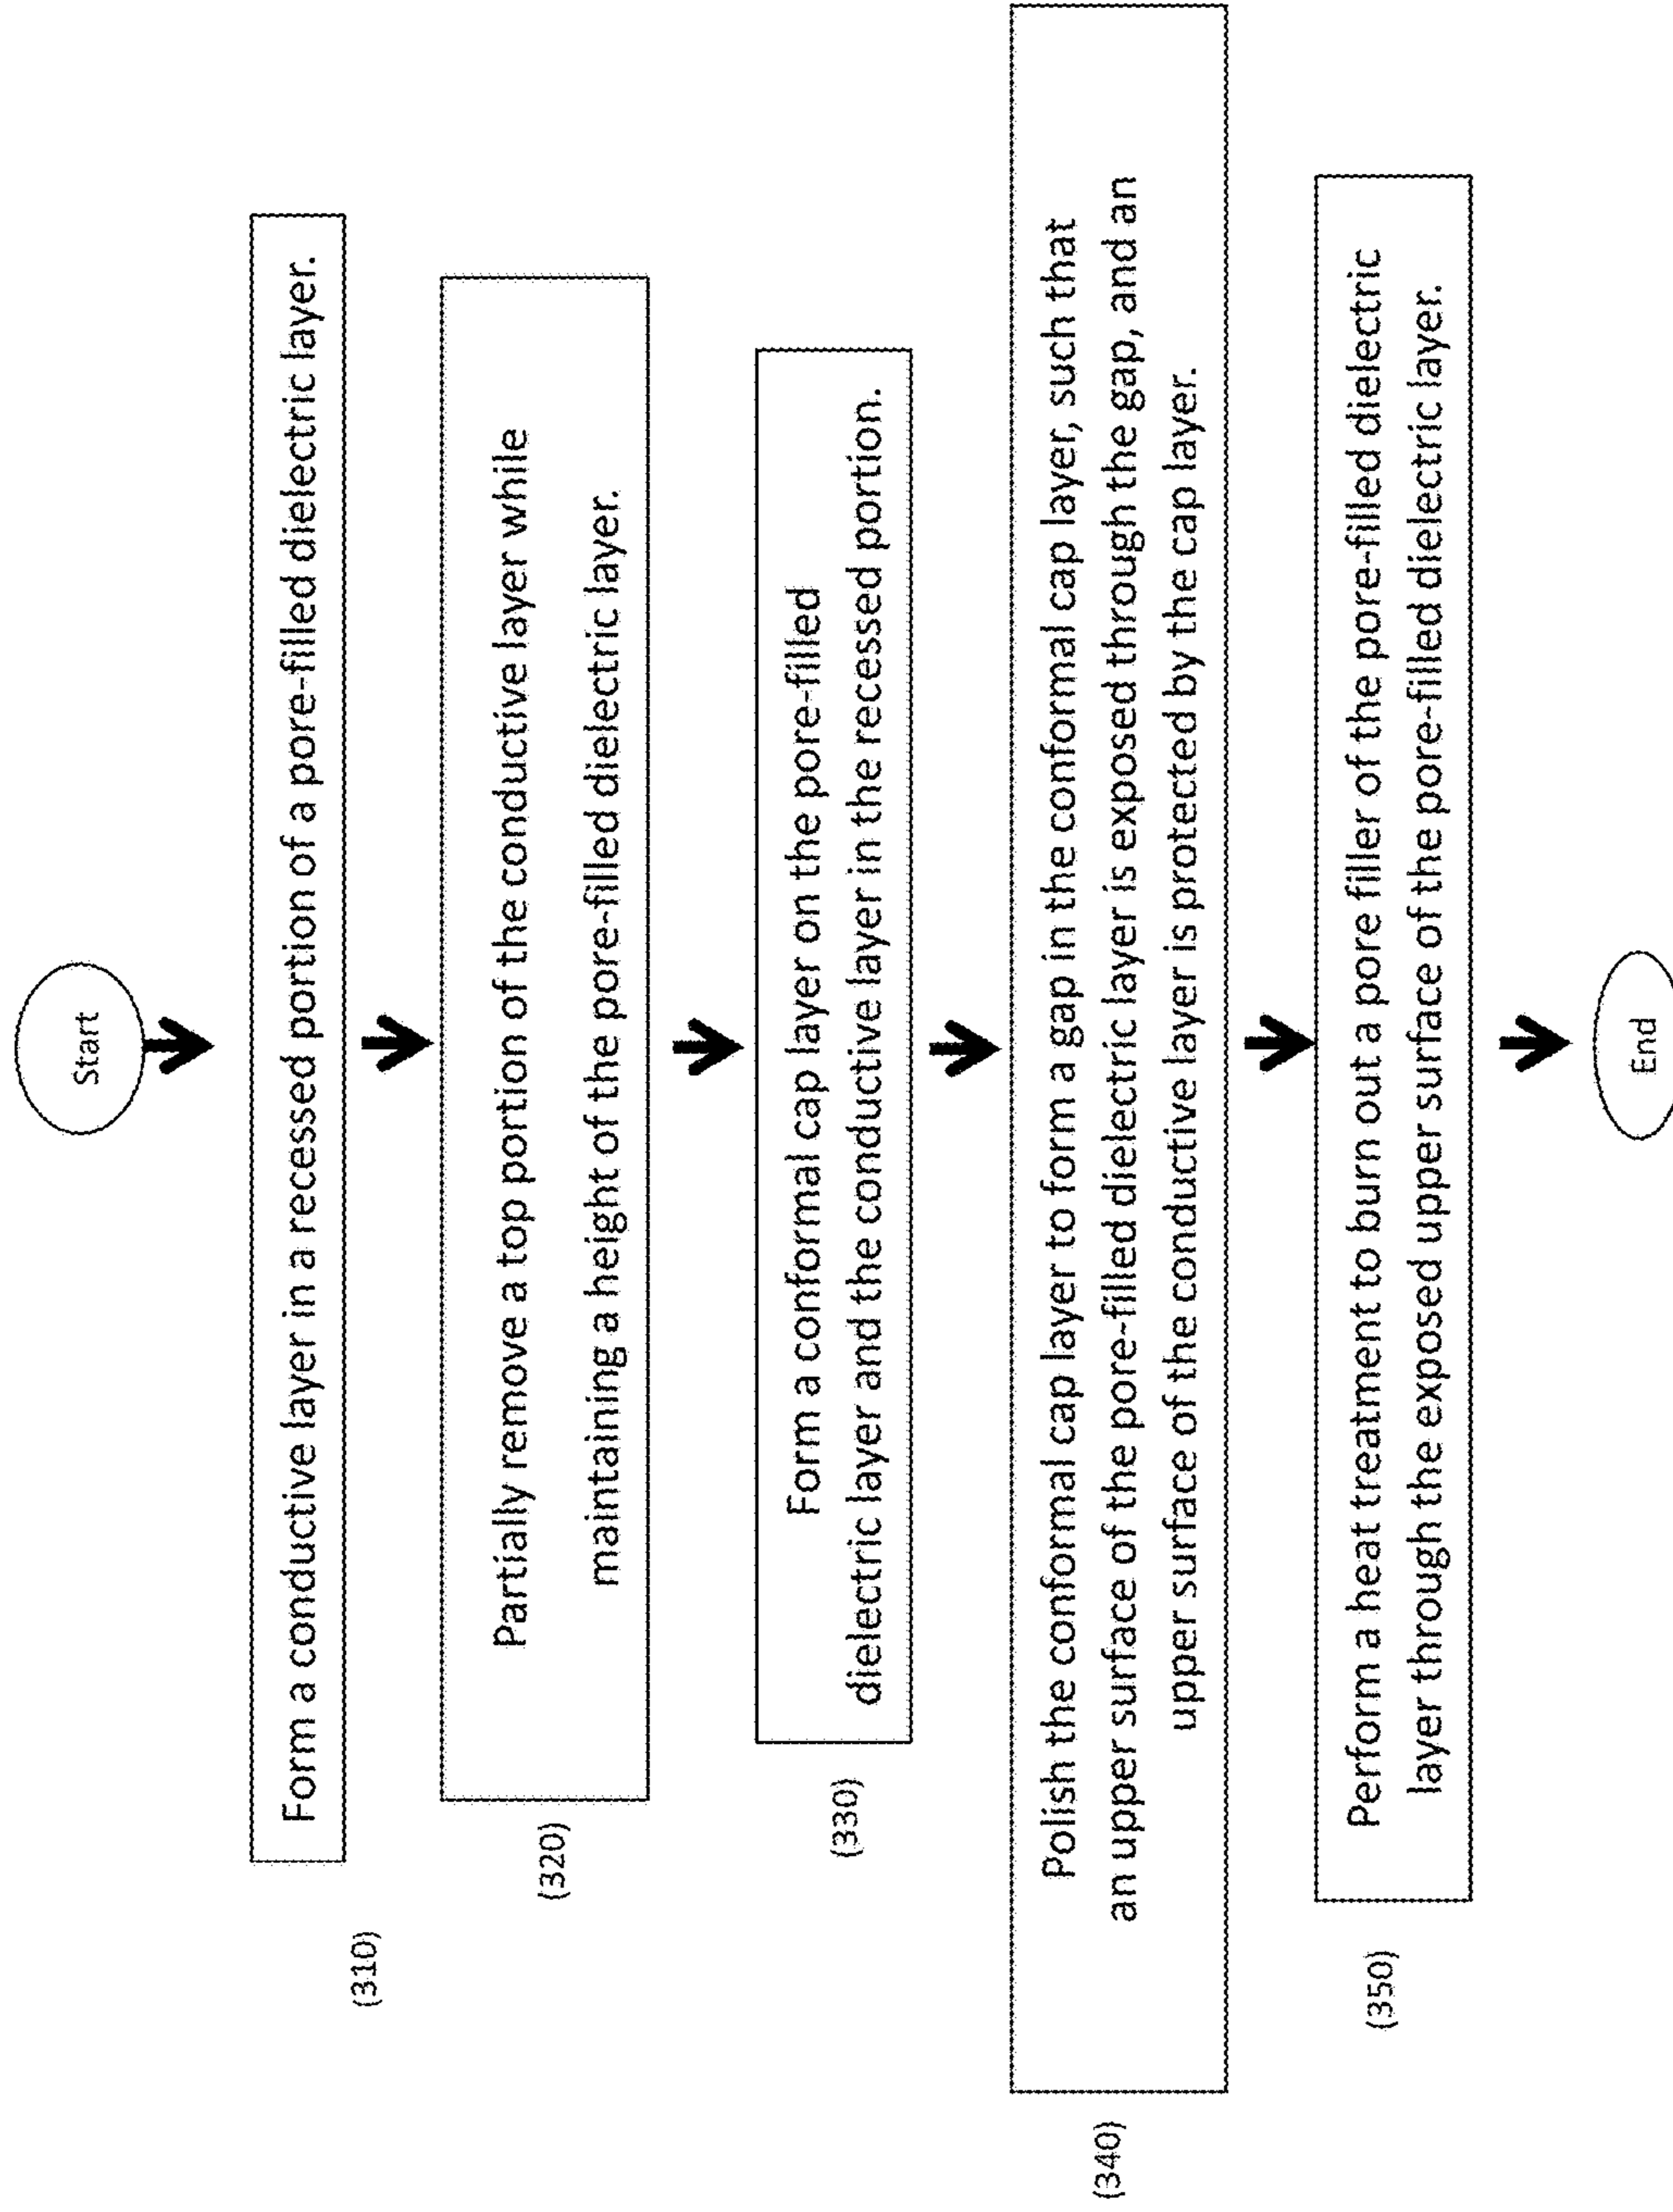 Start
(310)
Form a conductive layer in a recessed portion of a pore-filled dielectric layer.
(320)
Partially remove a top portion of the conductive layer while
maintaining a height of the pore-filled dielectric layer.
(330)
Form a conformal cap layer on the pore-filled
dielectric layer and the conductive layer in the recessed portion.
(340)
Polish the conformal cap layer to form a gap in the conformal cap layer, such that
an upper surface of the pore-filled dielectric layer is exposed through the gap, and an
upper surface of the conductive layer is protected by the cap layer.
(350)
Perform a heat treatment to burn out a pore filler of the pore-filled dielectric
layer through the exposed upper surface of the pore-filled dielectric layer.
End